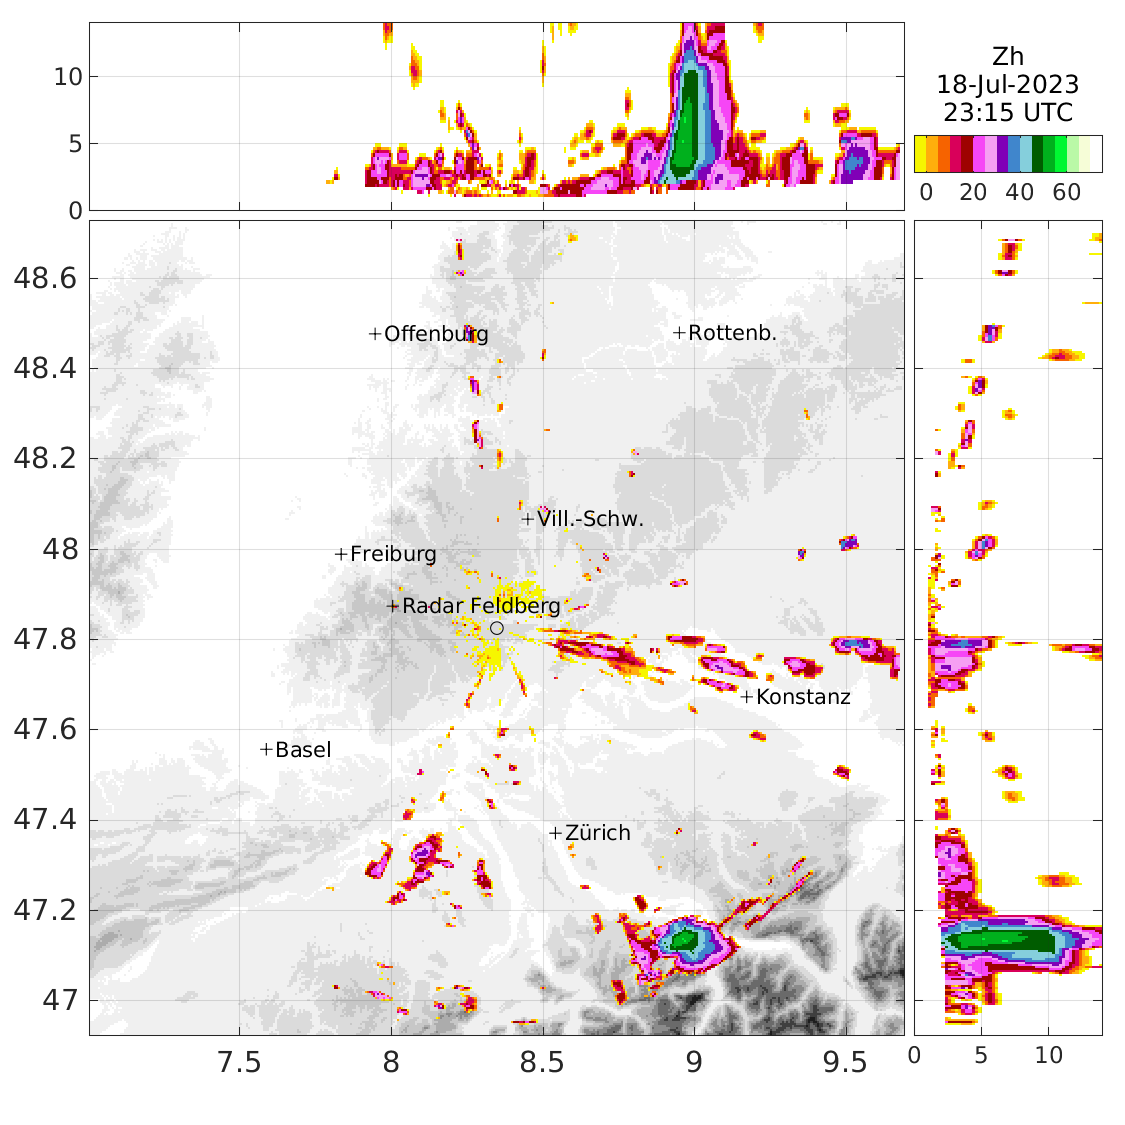 10
5
0
Zh
18-Jul-2023
23:15 UTC
0 20 40 60
48.6
48.4
48.2
48
47.8
47.6
47.4
47.2
47
+Offenburg
+Rottenb.
+Vill.-Schw.
+Freiburg
+Radar Feldberg
+Konstanz
+Basel
+Zürich
7.5 8 8.5 9 9.5
0 5 10